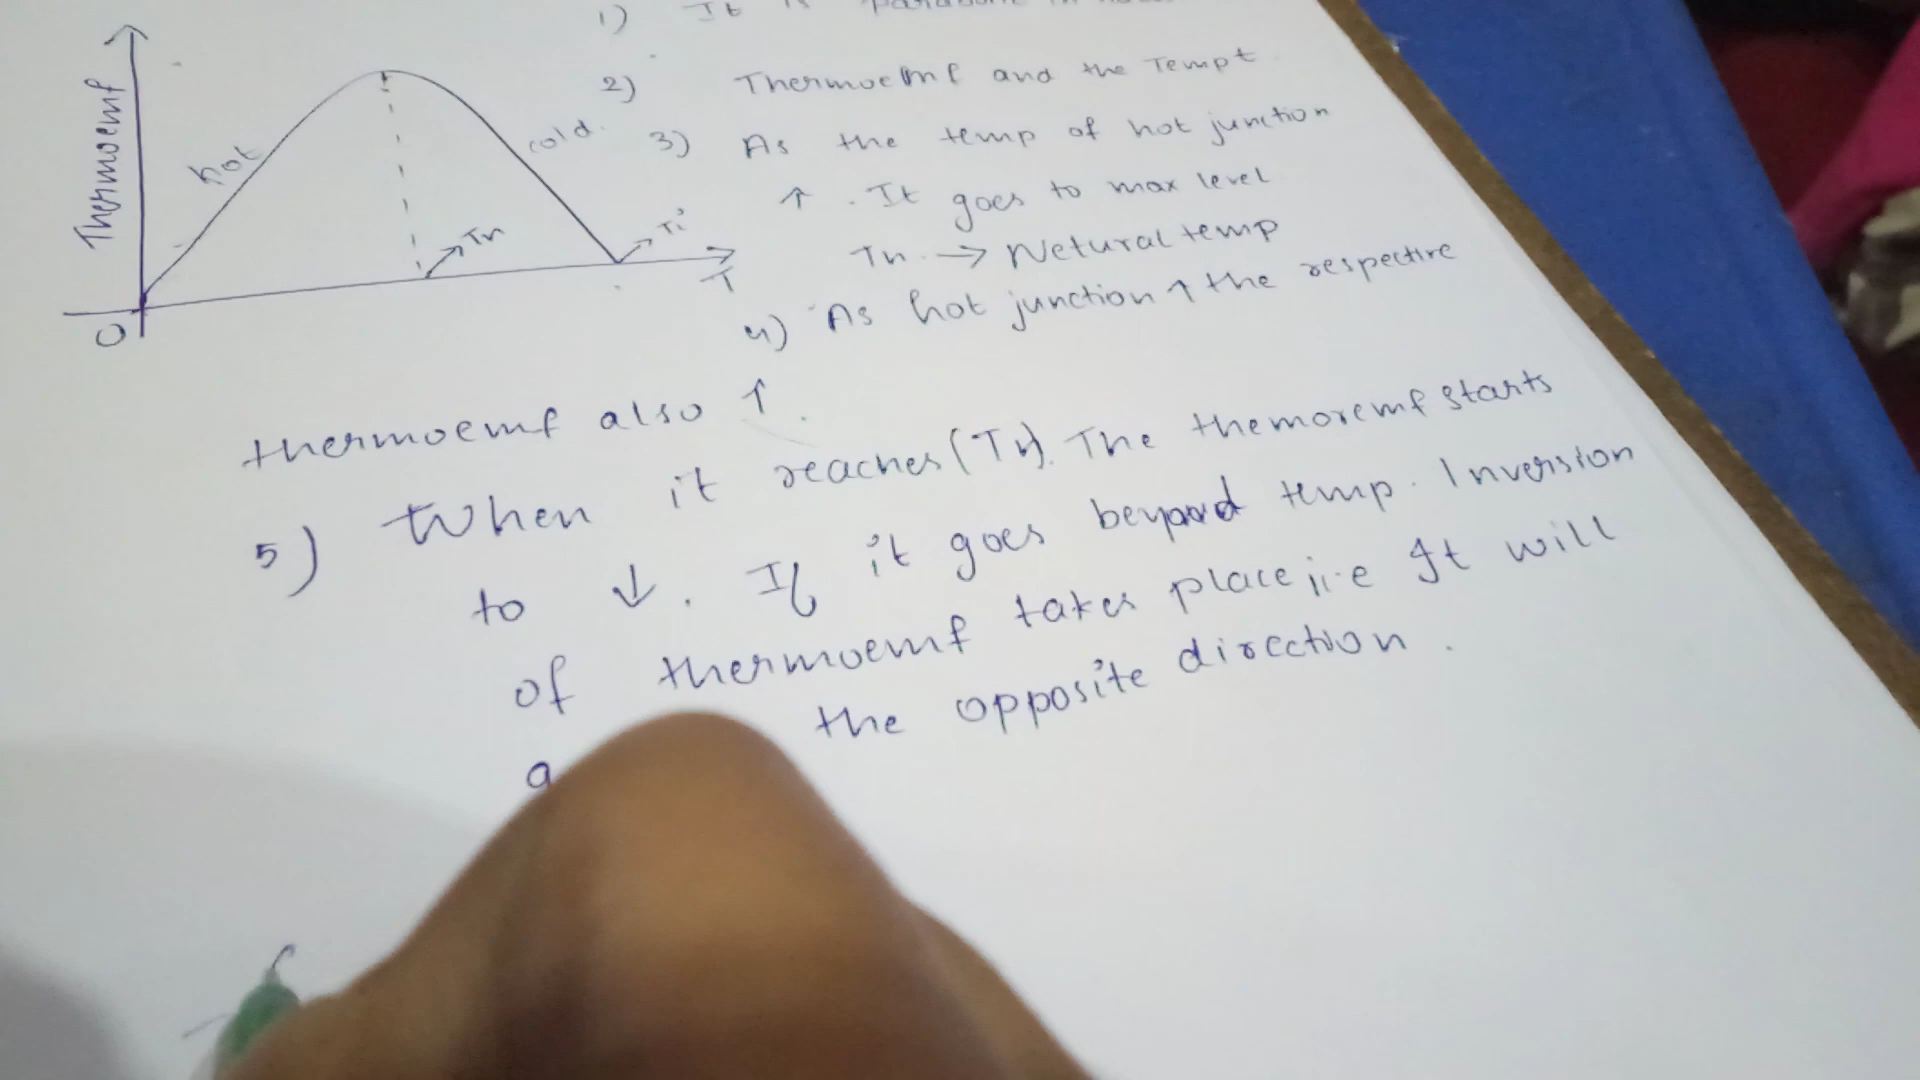 1) It is
Thermoemf
2) Thermoemf and the Tempt
hot
cold.
3) As the temp of hot junction
↑ . It goes to max level
Tn → Netural temp
Tn
Ti
T
O
4) As hot junction ↑ the respective
thermoemf also ↑.
5) When it reaches (Tn). The themoremf starts
to ↓. If it goes beyond temp. Inversion
of thermoemf takes place i.e It will
the opposite direction.